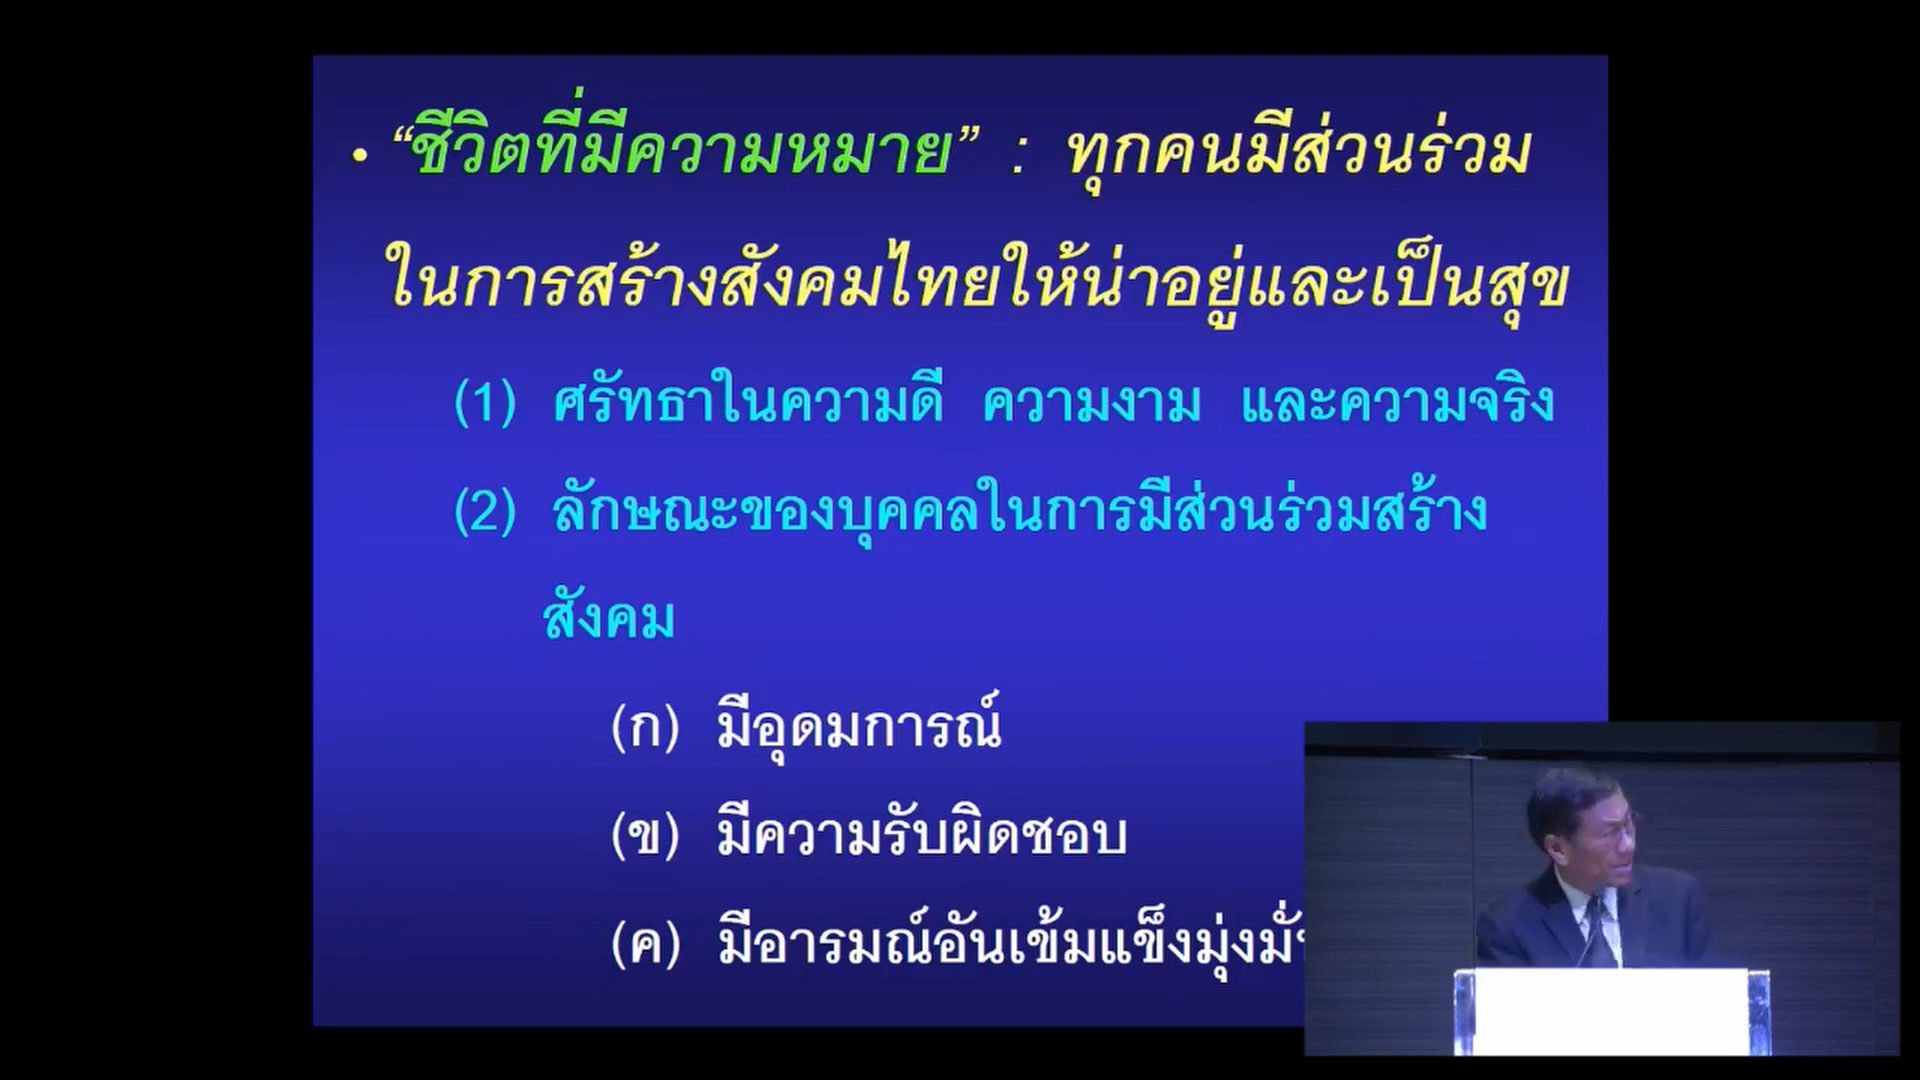 • “ชีวิตที่มีความหมาย” : ทุกคนมีส่วนร่วม
ในการสร้างสังคมไทยให้น่าอยู่และเป็นสุข
(1) ศรัทธาในความดี ความงาม และความจริง
(2) ลักษณะของบุคคลในการมีส่วนร่วมสร้าง
สังคม
(ก) มีอุดมการณ์
(ข) มีความรับผิดชอบ
(ค) มีอารมณ์อันเข้มแข็ง